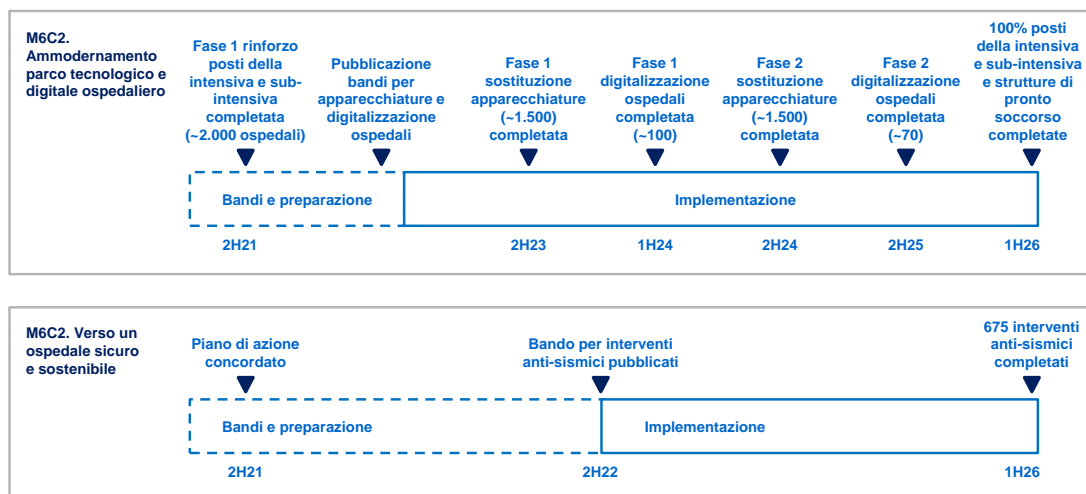 M6C2.
Ammodernamento
parco tecnologico e
digitale ospedaliero
Fase 1 rinforzo
posti della
intensiva e sub-
intensiva
completata
(~2.000 ospedali)
Pubblicazione
bandi per
apparecchiature e
digitalizzazione
ospedali
Fase 1
sostituzione
apparecchiature
(~1.500)
completata
Fase 1
digitalizzazione
ospedali
completata
(~100)
Fase 2
sostituzione
apparecchiature
(~1.500)
completata
Fase 2
digitalizzazione
ospedali
completata
(~70)
100% posti
della intensiva
e sub-intensiva
e strutture di
pronto
soccorso
completate
Bandi e preparazione
Implementazione
2H21
2H23
1H24
2H24
2H25
1H26
M6C2. Verso un
ospedale sicuro
e sostenibile
Piano di azione
concordato
Bando per interventi
anti-sismici pubblicati
675 interventi
anti-sismici
completati
Bandi e preparazione
Implementazione
2H21
2H22
1H26